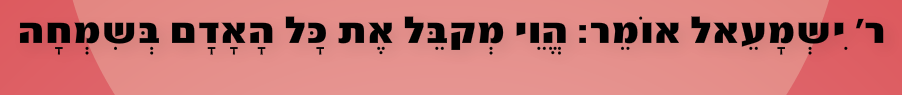 ר׳ יִשְׁמָעֵאל אוֹמֵר: הֱוֵי מְקַבֵּל אֶת כָּל הָאָדָם בְּשִׂמְחָה